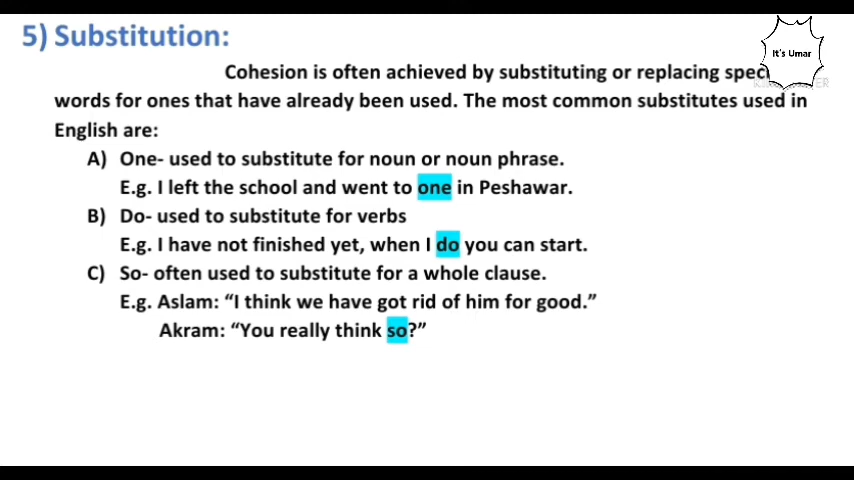 5) Substitution:
It's Umar
Cohesion is often achieved by substituting or replacing
words for ones that have already been used. The most common substitutes used in
English are:
A) One- used to substitute for noun or noun phrase.
E.g. I left the school and went to one in Peshawar.
B) Do- used to substitute for verbs
E.g. I have not finished yet, when I do you can start.
C) So- often used to substitute for a whole clause.
E.g. Aslam: “I think we have got rid of him for good.”
Akram: “You really think so?”